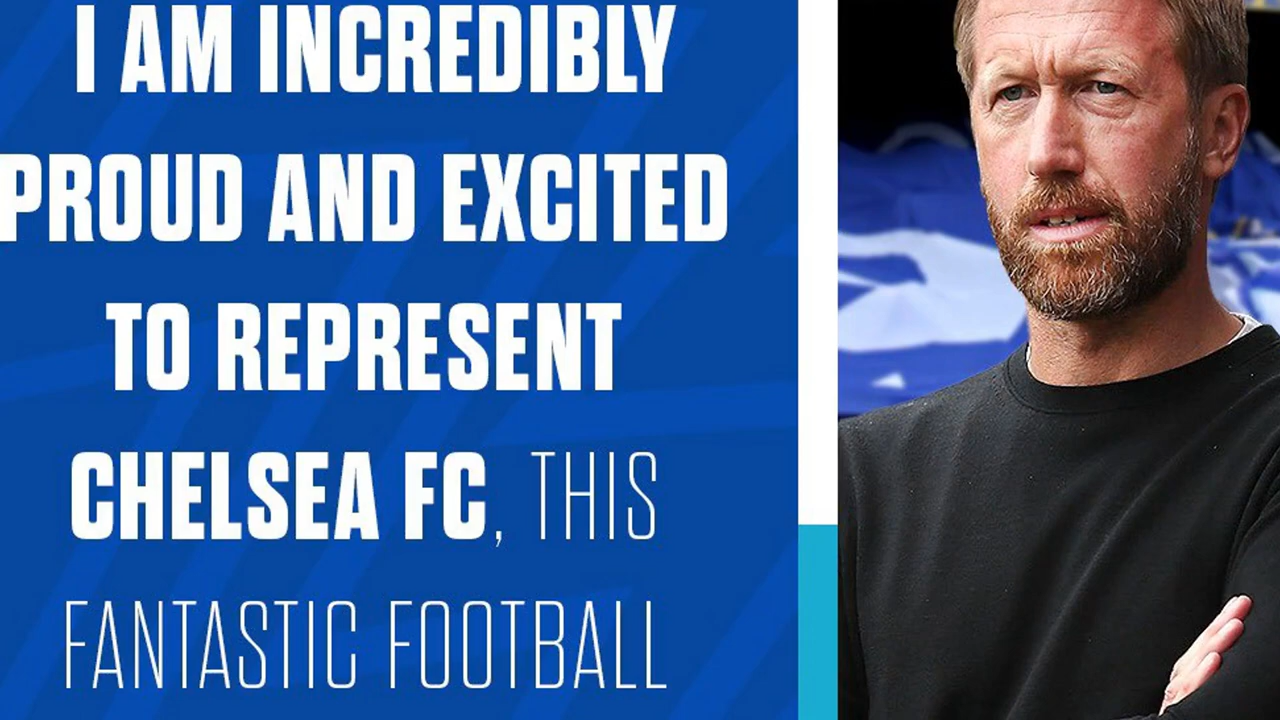 I AM INCREDIBLY
PROUD AND EXCITED
TO REPRESENT
CHELSEA FC, THIS
FANTASTIC FOOTBALL